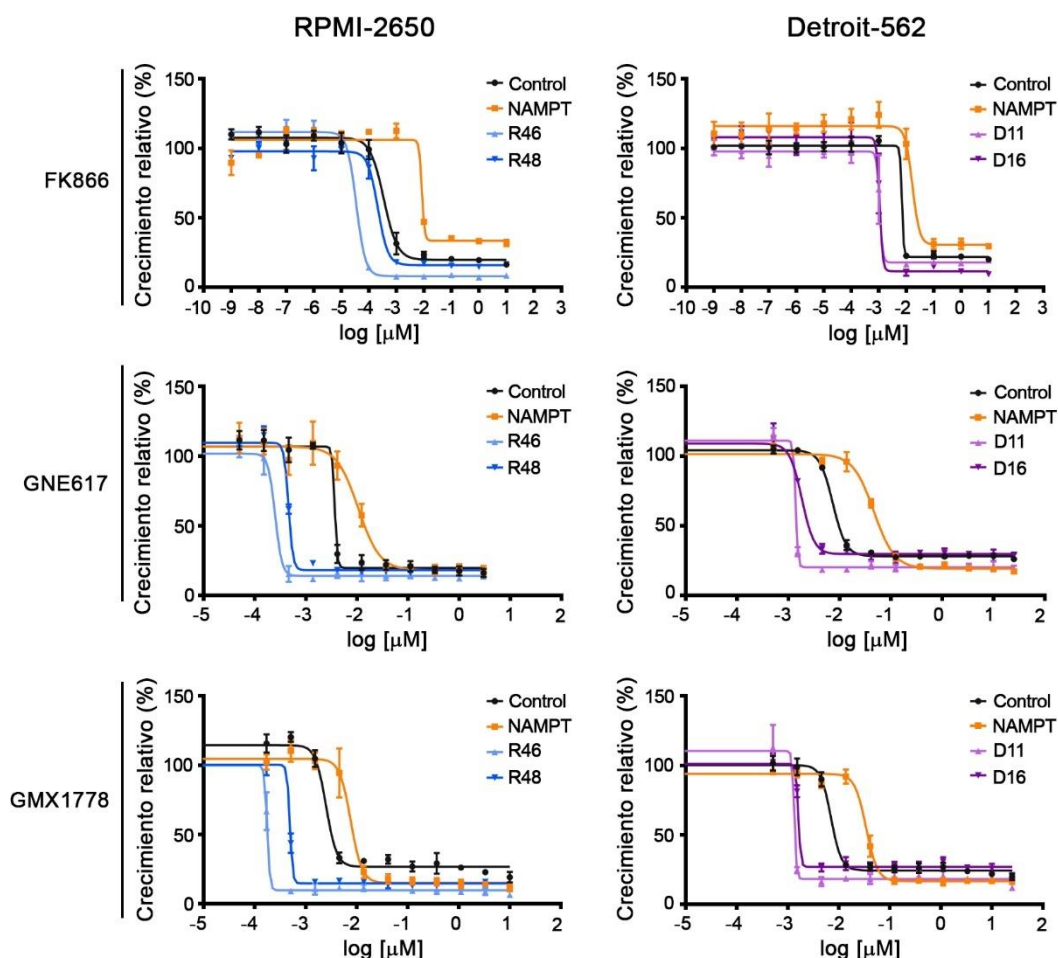 RPMI-2650
Detroit-562
FK866
Crecimiento relativo (%)
150
100
50
0
-10 -9 -8 -7 -6 -5 -4 -3 -2 -1 0 1 2 3
log [µM]
Control
NAMPT
R46
R48
Crecimiento relativo (%)
150
100
50
0
-10 -9 -8 -7 -6 -5 -4 -3 -2 -1 0 1 2 3
log [µM]
Control
NAMPT
D11
D16
GNE617
Crecimiento relativo (%)
150
100
50
0
-5 -4 -3 -2 -1 0 1 2
log [µM]
Control
NAMPT
R46
R48
Crecimiento relativo (%)
150
100
50
0
-5 -4 -3 -2 -1 0 1 2
log [µM]
Control
NAMPT
D11
D16
GMX1778
Crecimiento relativo (%)
150
100
50
0
-5 -4 -3 -2 -1 0 1 2
log [µM]
Control
NAMPT
R46
R48
Crecimiento relativo (%)
150
100
50
0
-5 -4 -3 -2 -1 0 1 2
log [µM]
Control
NAMPT
D11
D16